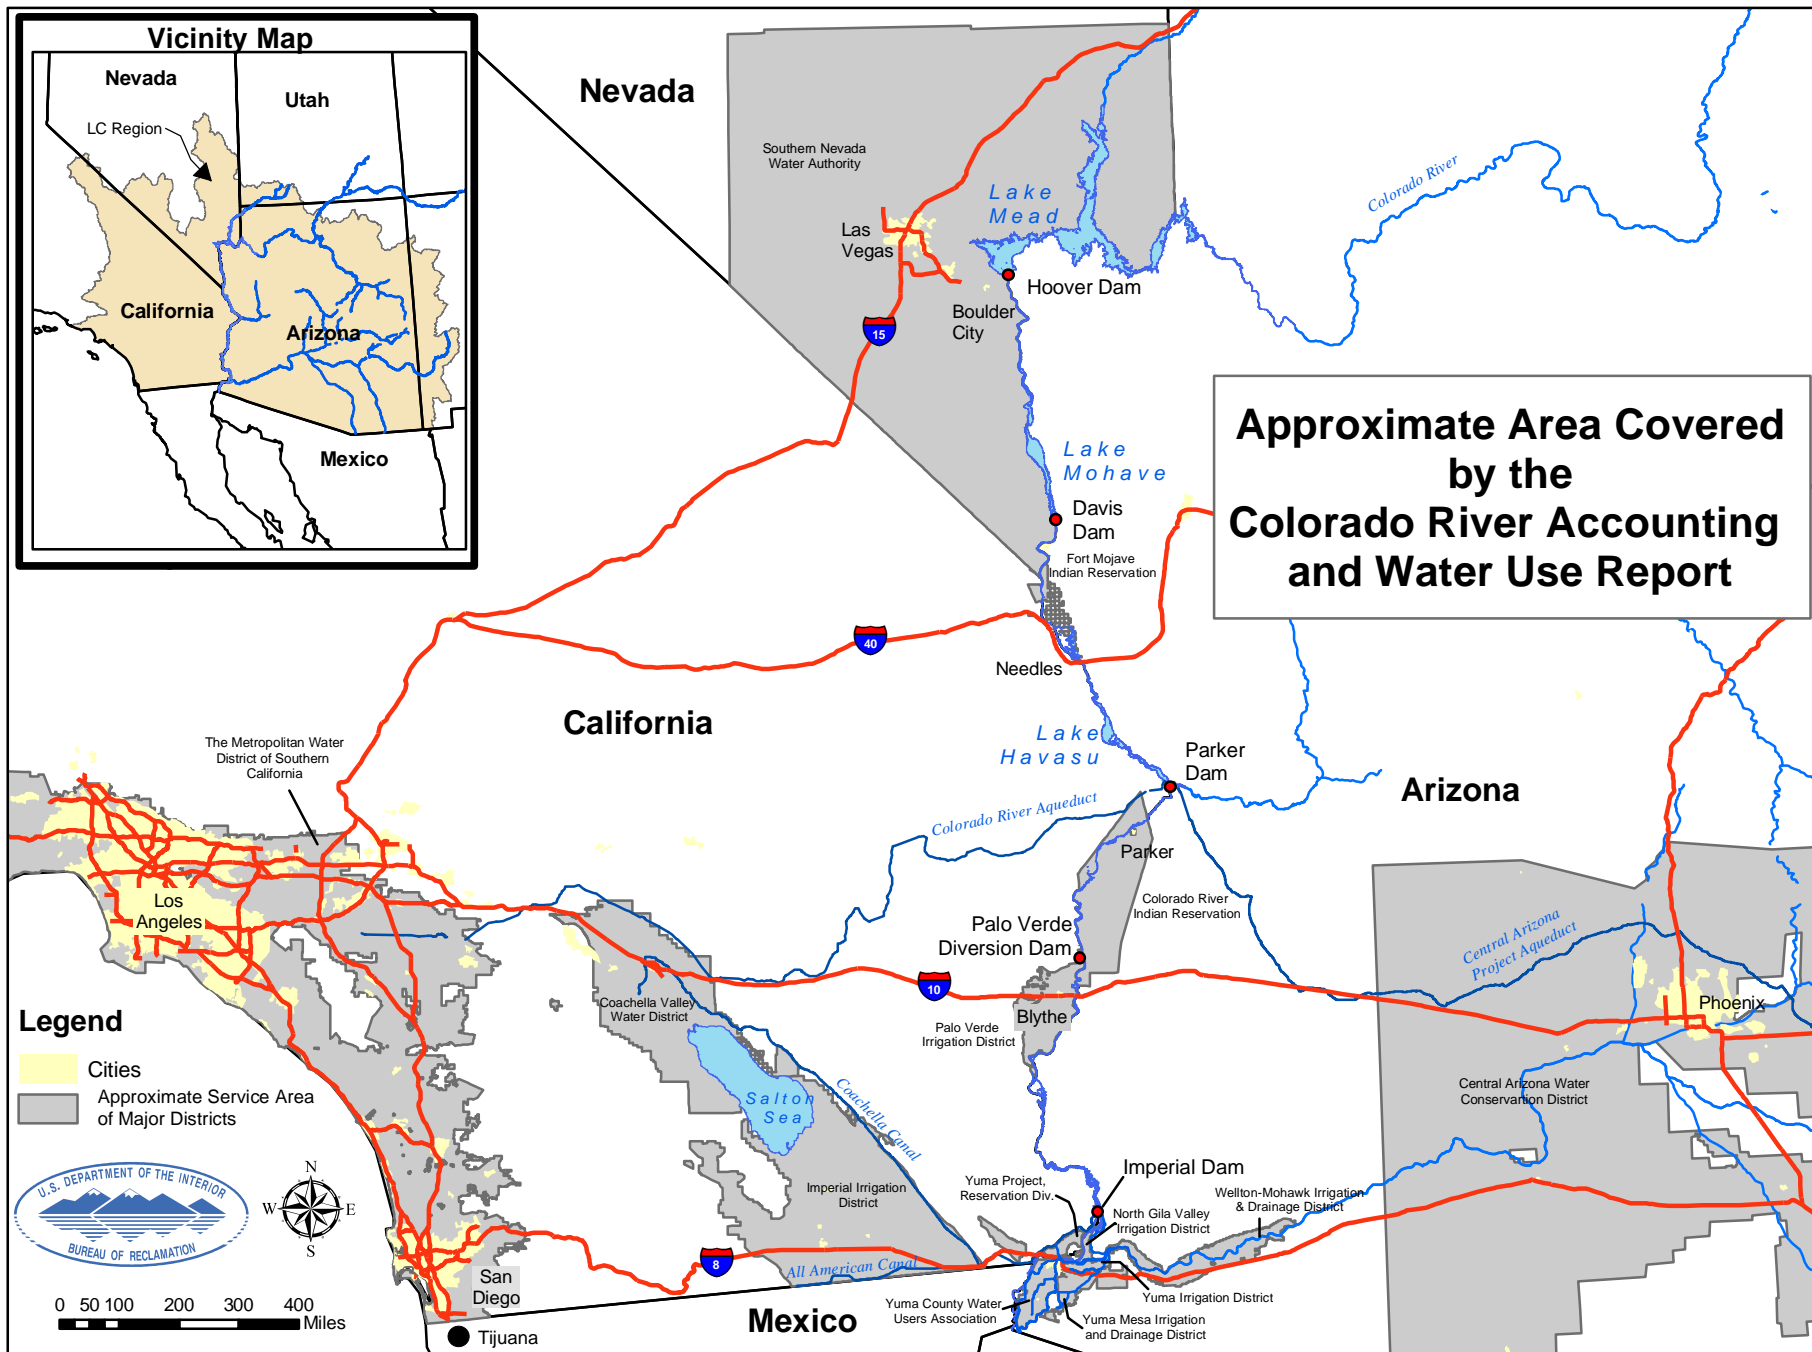 Vicinity Map
Nevada
Utah
LC Region
California
Arizona
Mexico
Nevada
Southern Nevada
Water Authority
Las
Vegas
Lake
Mead
Colorado River
Hoover Dam
Boulder
City
15
Approximate Area Covered
by the
Colorado River Accounting
and Water Use Report
Lake
Mohave
Davis
Dam
Fort Mojave
Indian Reservation
40
Needles
California
The Metropolitan Water
District of Southern
California
Lake
Havasu
Parker
Dam
Arizona
Colorado River Aqueduct
Parker
Colorado River
Indian Reservation
Los
Angeles
Palo Verde
Diversion Dam
Central Arizona
Project Aqueduct
10
Coachella Valley
Water District
Blythe
Palo Verde
Irrigation District
Phoenix
Legend
Cities
Approximate Service Area
of Major Districts
Salton
Sea
Coachella Canal
Central Arizona Water
Conservartion District
U.S. DEPARTMENT OF THE INTERIOR
BUREAU OF RECLAMATION
N
W
E
S
Imperial Irrigation
District
Yuma Project,
Reservation Div.
Imperial Dam
North Gila Valley
Irrigation District
Wellton-Mohawk Irrigation
& Drainage District
8
All American Canal
San
Diego
Yuma Irrigation District
Yuma County Water
Users Association
Yuma Mesa Irrigation
and Drainage District
Mexico
0 50 100 200 300 400
Miles
Tijuana